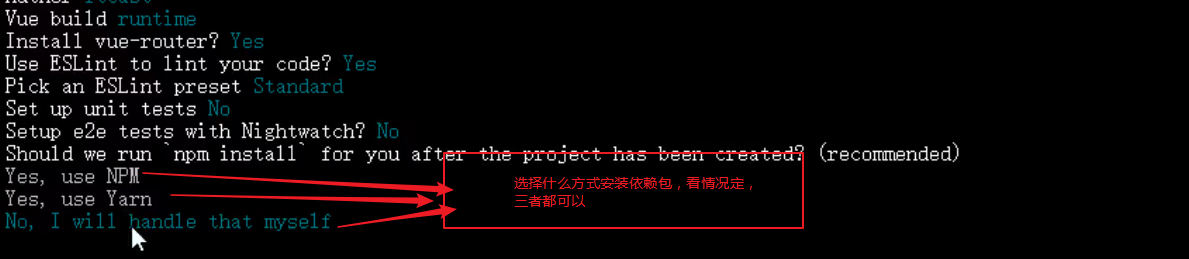 Vue build runtime
Install vue-router? Yes
Use ESLint to lint your code? Yes
Pick an ESLint preset Standard
Set up unit tests No
Setup e2e tests with Nightwatch? No
Should we run `npm install` for you after the project has been created? (recommended)
Yes, use NPM
Yes, use Yarn
No, I will handle that myself
选择什么方式安装依赖包，看情况定，
三者都可以